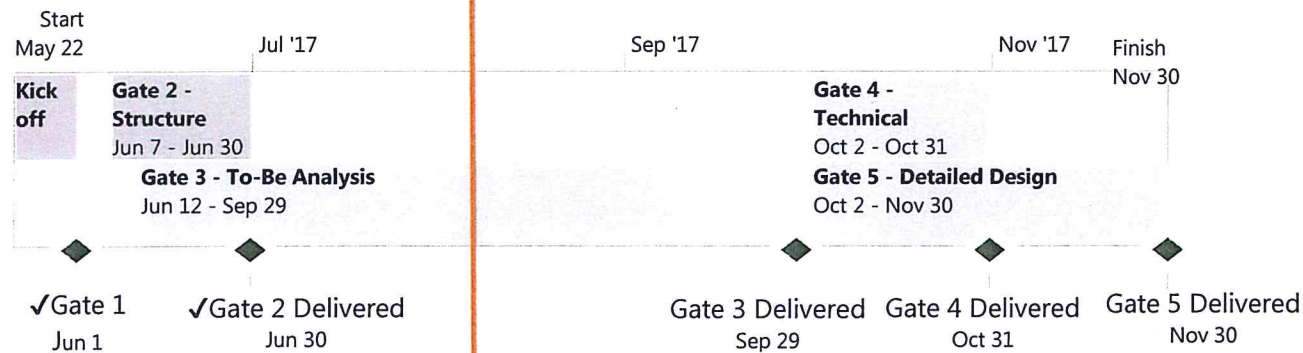 Start
May 22
Jul '17
Sep '17
Nov '17
Finish
Nov 30
Kick
off
Gate 2 -
Structure
Jun 7 - Jun 30
Gate 3 - To-Be Analysis
Jun 12 - Sep 29
Gate 4 -
Technical
Oct 2 - Oct 31
Gate 5 - Detailed Design
Oct 2 - Nov 30
✓Gate 1
Jun 1
✓Gate 2 Delivered
Jun 30
Gate 3 Delivered
Sep 29
Gate 4 Delivered
Oct 31
Gate 5 Delivered
Nov 30